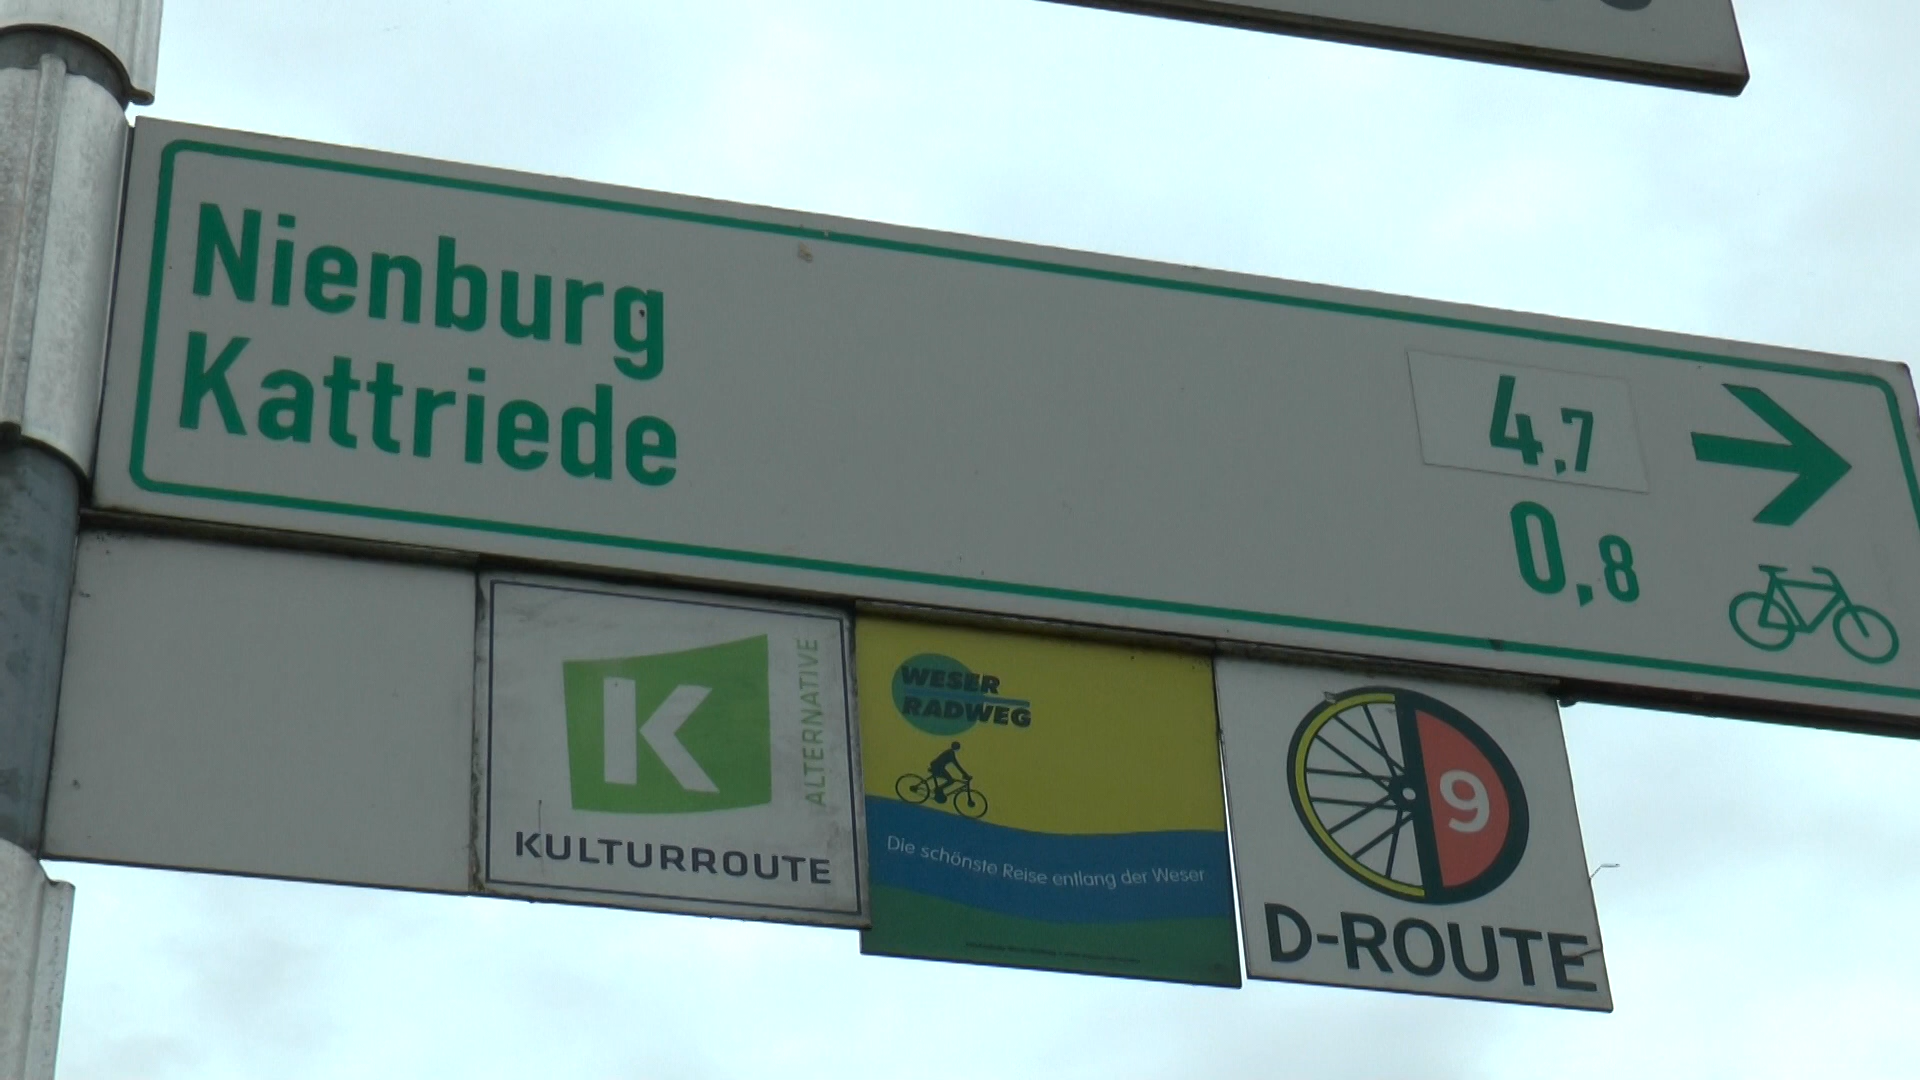 Nienburg 4,7
Kattriede 0,8
K
ALTERNATIVE
KULTURROUTE
WESER
RADWEG
Die schönste Reise entlang der Weser
9
D-ROUTE